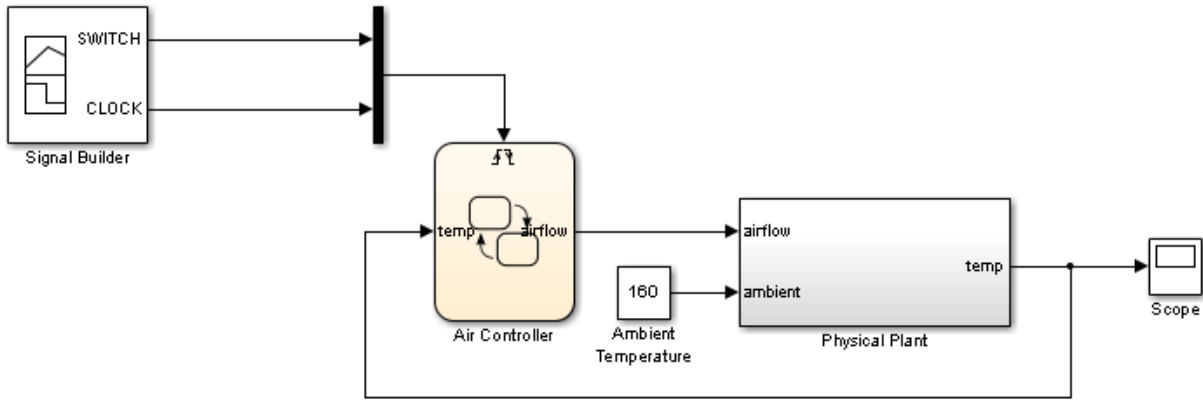 SWITCH
CLOCK
Signal Builder
temp
airflow
Air Controller
160
Ambient
Temperature
airflow
ambient
temp
Physical Plant
Scope